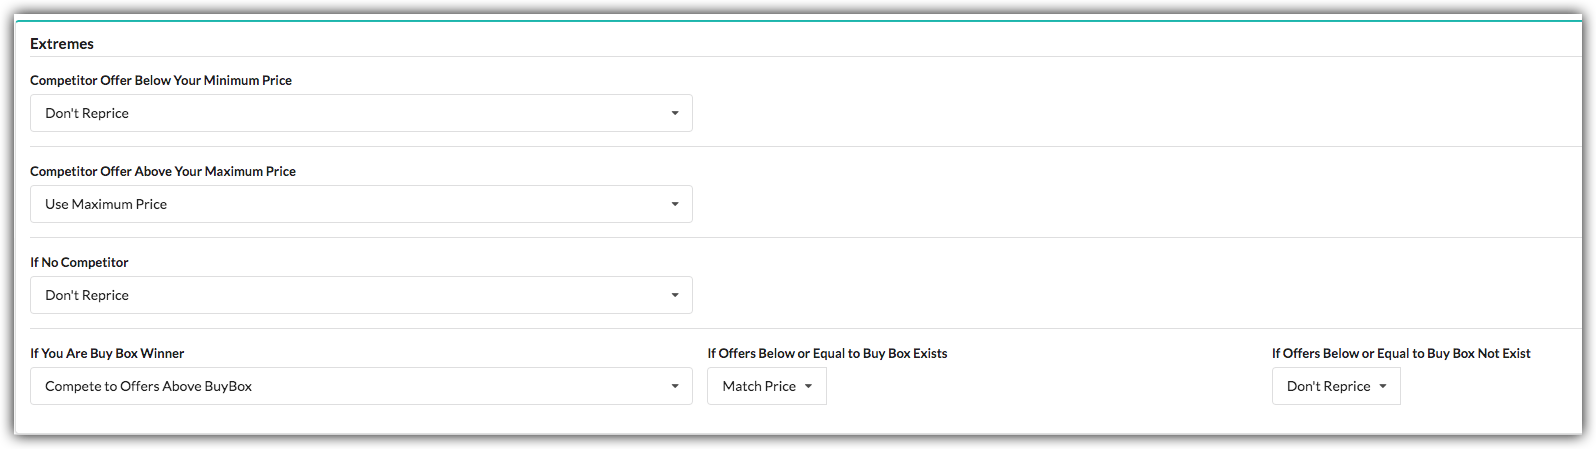 Extremes
Competitor Offer Below Your Minimum Price
Don't Reprice
Competitor Offer Above Your Maximum Price
Use Maximum Price
If No Competitor
Don't Reprice
If You Are Buy Box Winner
Compete to Offers Above BuyBox
If Offers Below or Equal to Buy Box Exists
Match Price
If Offers Below or Equal to Buy Box Not Exist
Don't Reprice